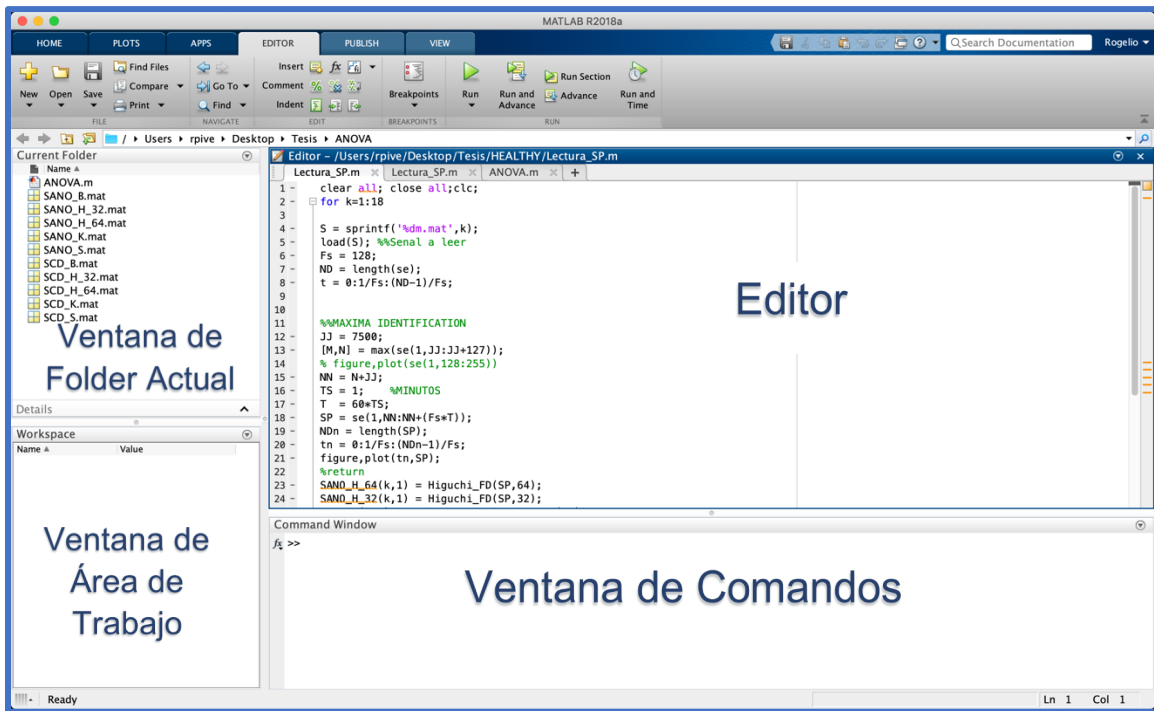 MATLAB R2018a
HOME PLOTS APPS EDITOR PUBLISH VIEW Search Documentation Rogelio
New Open Save Find Files Compare Print
FILE
Go To Find
NAVIGATE
Insert fx
Comment
Indent
EDIT
Breakpoints
BREAKPOINTS
Run Run and Advance Run Section Advance Run and Time
RUN
/ Users rpive Desktop Tesis ANOVA
Current Folder
Name
ANOVA.m
SANO_B.mat
SANO_H_32.mat
SANO_H_64.mat
SANO_K.mat
SANO_S.mat
SCD_B.mat
SCD_H_32.mat
SCD_H_64.mat
SCD_K.mat
SCD_S.mat
Ventana de
Folder Actual
Details
Workspace
Name Value
Ventana de
Área de
Trabajo
Editor - /Users/rpive/Desktop/Tesis/HEALTHY/Lectura_SP.m
Lectura_SP.m Lectura_SP.m ANOVA.m +
1 - clear all; close all;clc;
2 - for k=1:18
3
4 - S = sprintf('%dm.mat',k);
5 - load(S); %%Senal a leer
6 - Fs = 128;
7 - ND = length(se);
8 - t = 0:1/Fs:(ND-1)/Fs;
9
10
11 %%MAXIMA IDENTIFICATION
12 - JJ = 7500;
13 - [M,N] = max(se(1,JJ:JJ+127));
14 % figure,plot(se(1,128:255))
15 - NN = N+JJ;
16 - TS = 1; %MINUTOS
17 - T = 60*TS;
18 - SP = se(1,NN:NN+(Fs*T));
19 - NDn = length(SP);
20 - tn = 0:1/Fs:(NDn-1)/Fs;
21 - figure,plot(tn,SP);
22 %return
23 - SANO_H_64(k,1) = Higuchi_FD(SP,64);
24 - SANO_H_32(k,1) = Higuchi_FD(SP,32);
Editor
Command Window
fx >>
Ventana de Comandos
Ready
Ln 1 Col 1